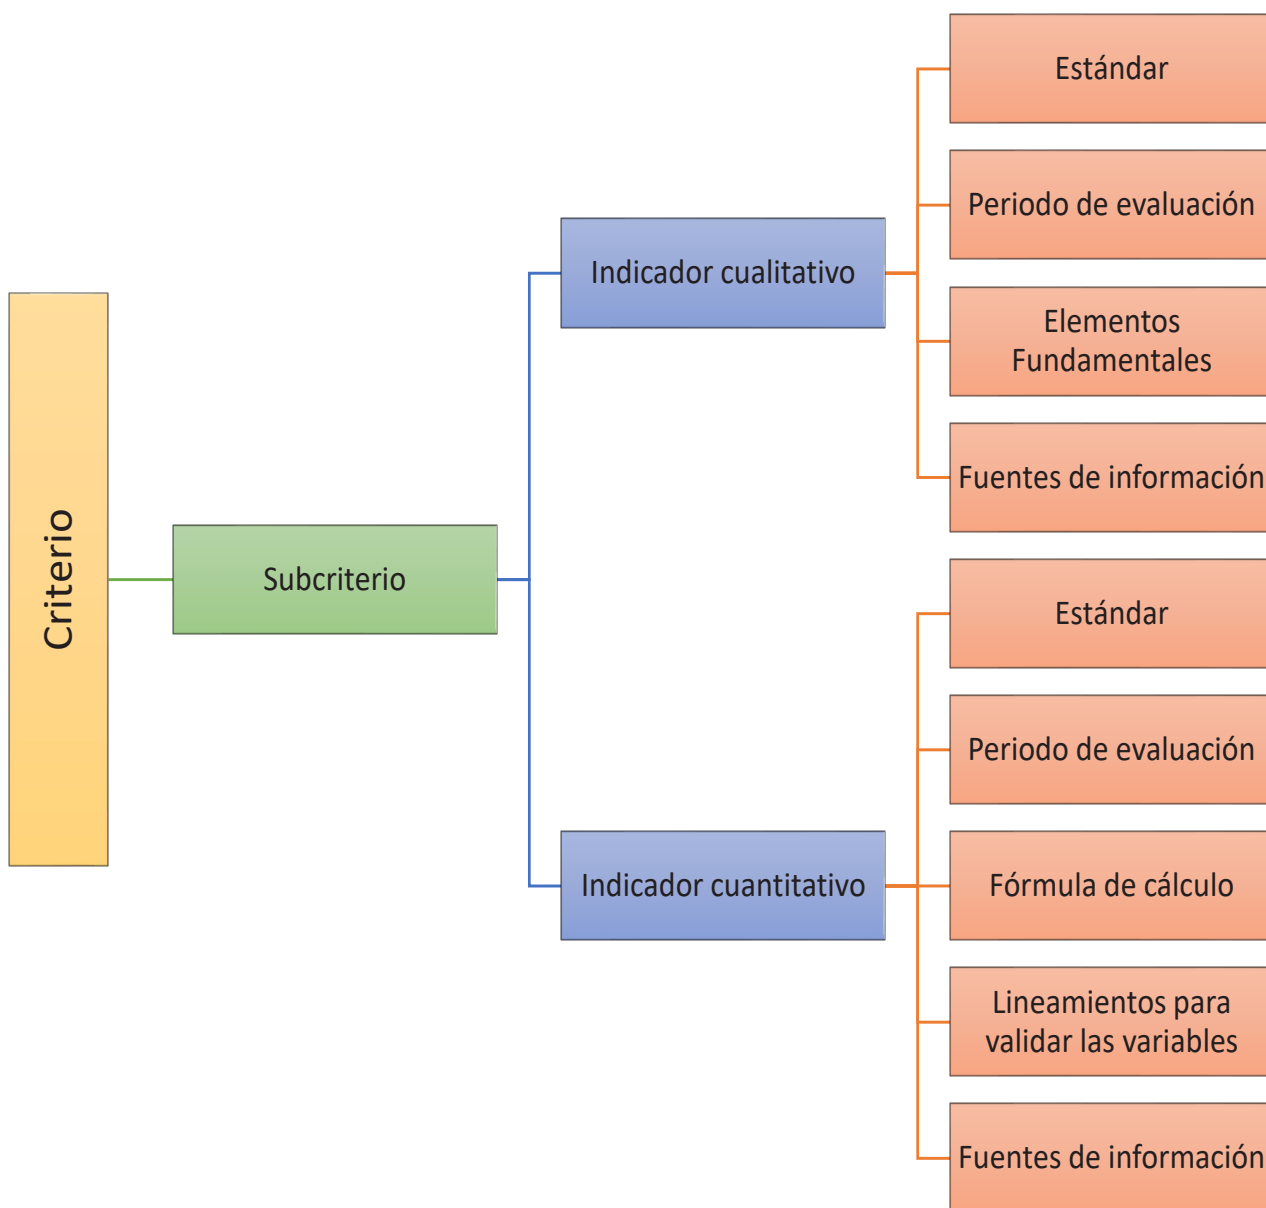 Criterio
Subcriterio
Indicador cualitativo
Estándar
Periodo de evaluación
Elementos
Fundamentales
Fuentes de información
Indicador cuantitativo
Estándar
Periodo de evaluación
Fórmula de cálculo
Lineamientos para
validar las variables
Fuentes de información